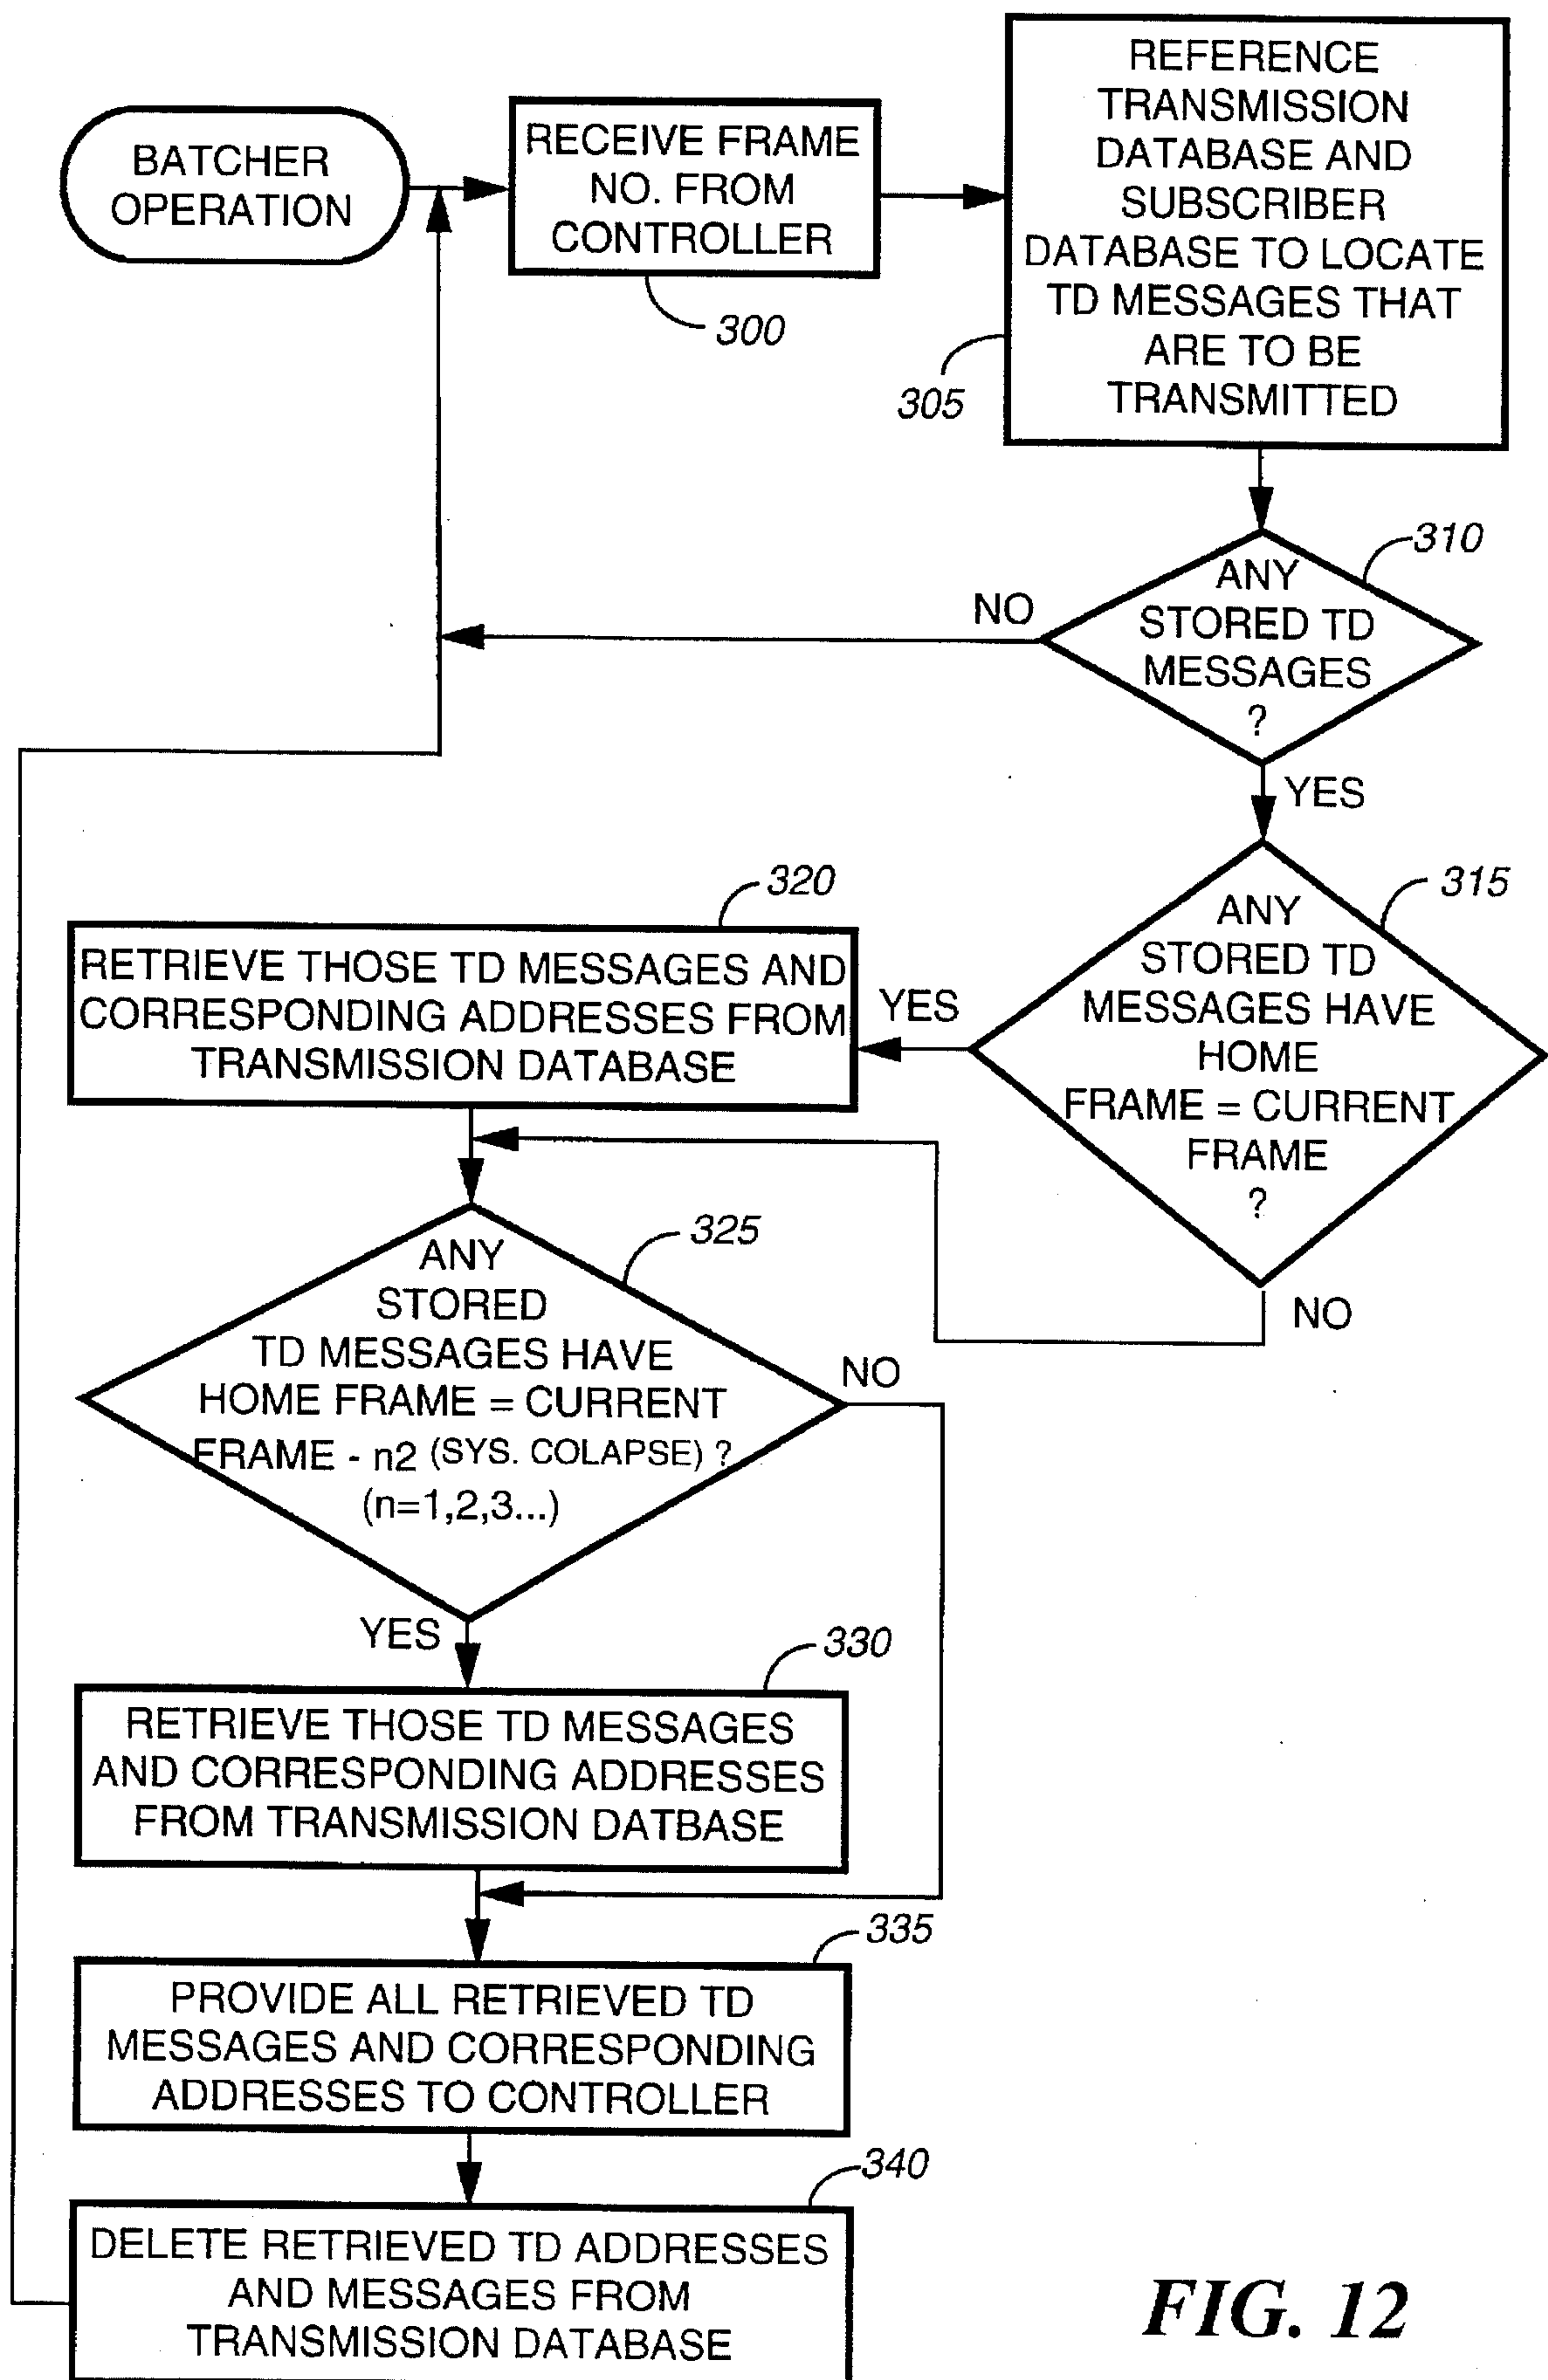 BATCHER
OPERATION
RECEIVE FRAME
NO. FROM
CONTROLLER
300
REFERENCE
TRANSMISSION
DATABASE AND
SUBSCRIBER
DATABASE TO LOCATE
TD MESSAGES THAT
ARE TO BE
TRANSMITTED
305
310
ANY
STORED TD
MESSAGES
?
NO
YES
315
ANY
STORED TD
MESSAGES HAVE
HOME
FRAME = CURRENT
FRAME
?
YES
NO
320
RETRIEVE THOSE TD MESSAGES AND
CORRESPONDING ADDRESSES FROM
TRANSMISSION DATABASE
325
ANY
STORED
TD MESSAGES HAVE
HOME FRAME = CURRENT
FRAME - n2 (SYS. COLAPSE) ?
(n=1,2,3...)
NO
YES
330
RETRIEVE THOSE TD MESSAGES
AND CORRESPONDING ADDRESSES
FROM TRANSMISSION DATBASE
335
PROVIDE ALL RETRIEVED TD
MESSAGES AND CORRESPONDING
ADDRESSES TO CONTROLLER
340
DELETE RETRIEVED TD ADDRESSES
AND MESSAGES FROM
TRANSMISSION DATABASE
FIG. 12